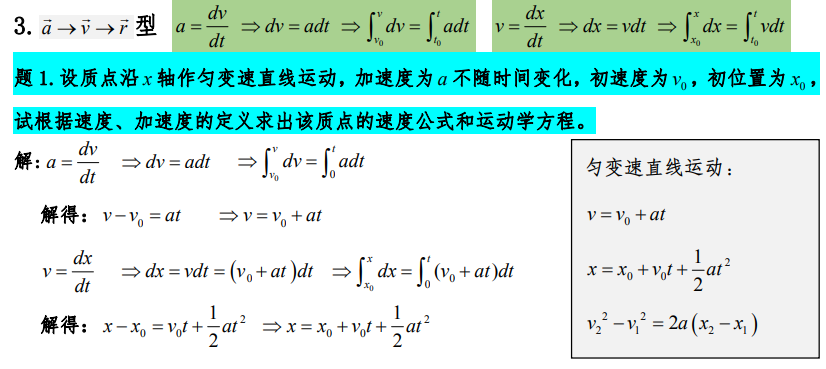 3. $\vec{a} \to \vec{v} \to \vec{r}$ 型 $a = \frac{dv}{dt} \Rightarrow dv = adt \Rightarrow \int_{v_0}^{v} dv = \int_{t_0}^{t} adt$ $v = \frac{dx}{dt} \Rightarrow dx = vdt \Rightarrow \int_{x_0}^{x} dx = \int_{t_0}^{t} vdt$
题 1. 设质点沿 x 轴作匀变速直线运动，加速度为 a 不随时间变化，初速度为 $v_0$，初位置为 $x_0$，
试根据速度、加速度的定义求出该质点的速度公式和运动学方程。
解: $a = \frac{dv}{dt} \Rightarrow dv = adt \Rightarrow \int_{v_0}^{v} dv = \int_{0}^{t} adt$
解得: $v - v_0 = at \Rightarrow v = v_0 + at$
$v = \frac{dx}{dt} \Rightarrow dx = vdt = (v_0 + at)dt \Rightarrow \int_{x_0}^{x} dx = \int_{0}^{t} (v_0 + at)dt$
解得: $x - x_0 = v_0t + \frac{1}{2}at^2 \Rightarrow x = x_0 + v_0t + \frac{1}{2}at^2$
匀变速直线运动:
$v = v_0 + at$
$x = x_0 + v_0t + \frac{1}{2}at^2$
$v_2^2 - v_1^2 = 2a(x_2 - x_1)$